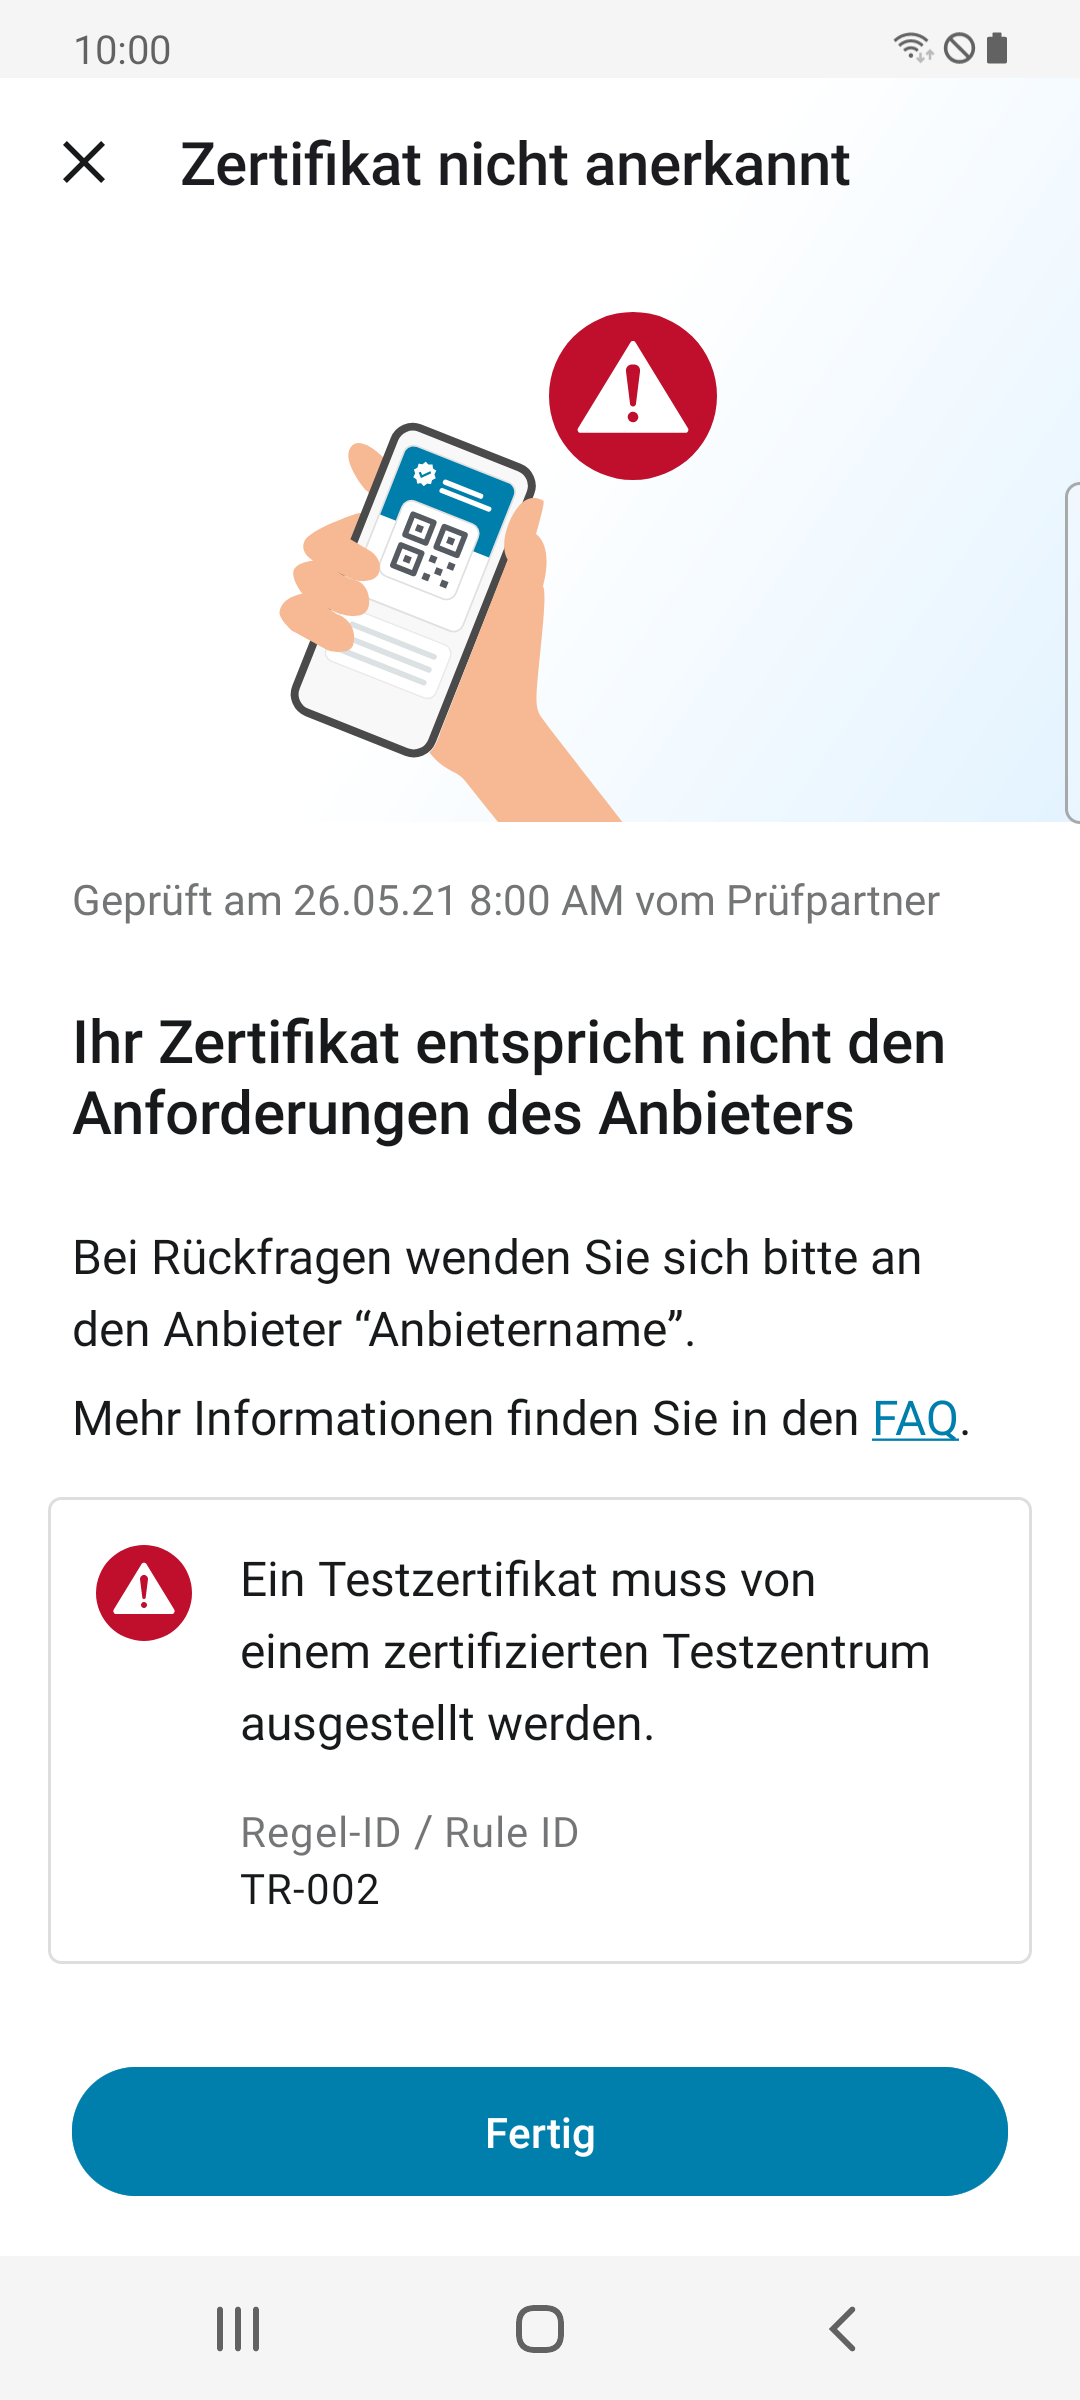 10:00
Zertifikat nicht anerkannt
Geprüft am 26.05.21 8:00 AM vom Prüfpartner
Ihr Zertifikat entspricht nicht den
Anforderungen des Anbieters
Bei Rückfragen wenden Sie sich bitte an
den Anbieter “Anbietername”.
Mehr Informationen finden Sie in den FAQ.
Ein Testzertifikat muss von
einem zertifizierten Testzentrum
ausgestellt werden.
Regel-ID / Rule ID
TR-002
Fertig